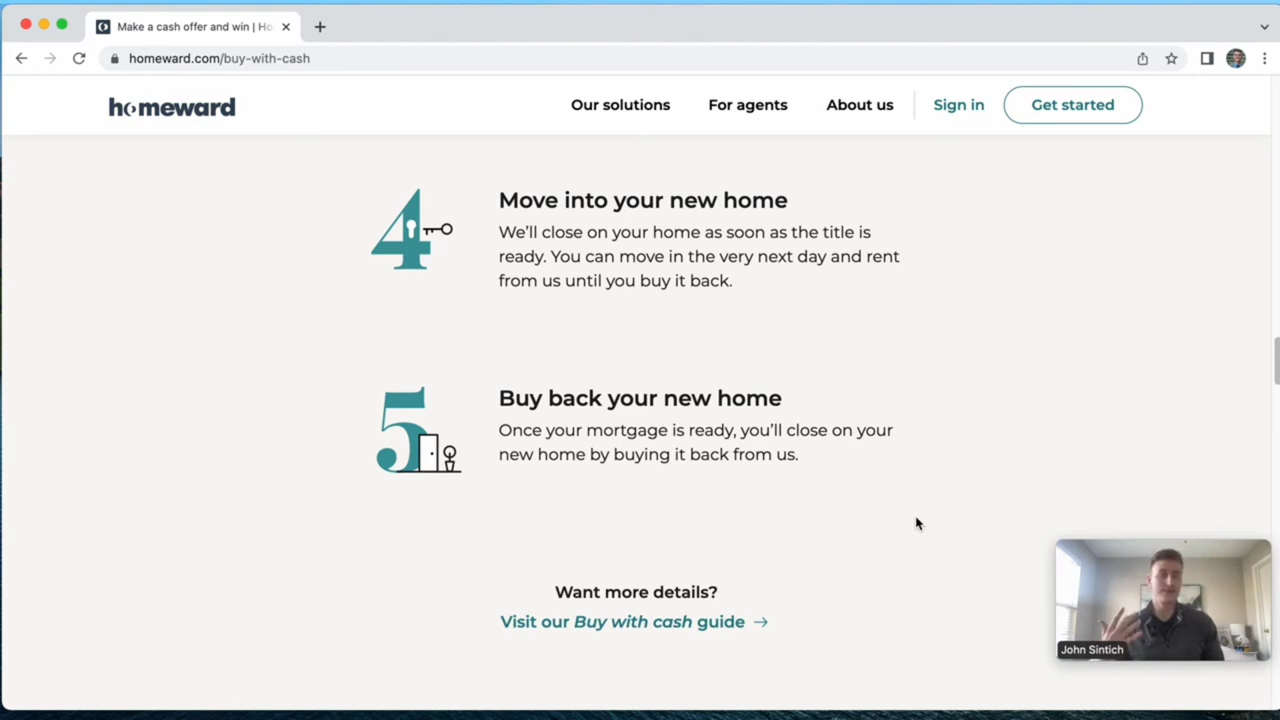 Make a cash offer and win | Ho
homeward.com/buy-with-cash
homeward
Our solutions
For agents
About us
Sign in
Get started
4
Move into your new home
We'll close on your home as soon as the title is
ready. You can move in the very next day and rent
from us until you buy it back.
5
Buy back your new home
Once your mortgage is ready, you'll close on your
new home by buying it back from us.
Want more details?
Visit our Buy with cash guide →
John Sintich